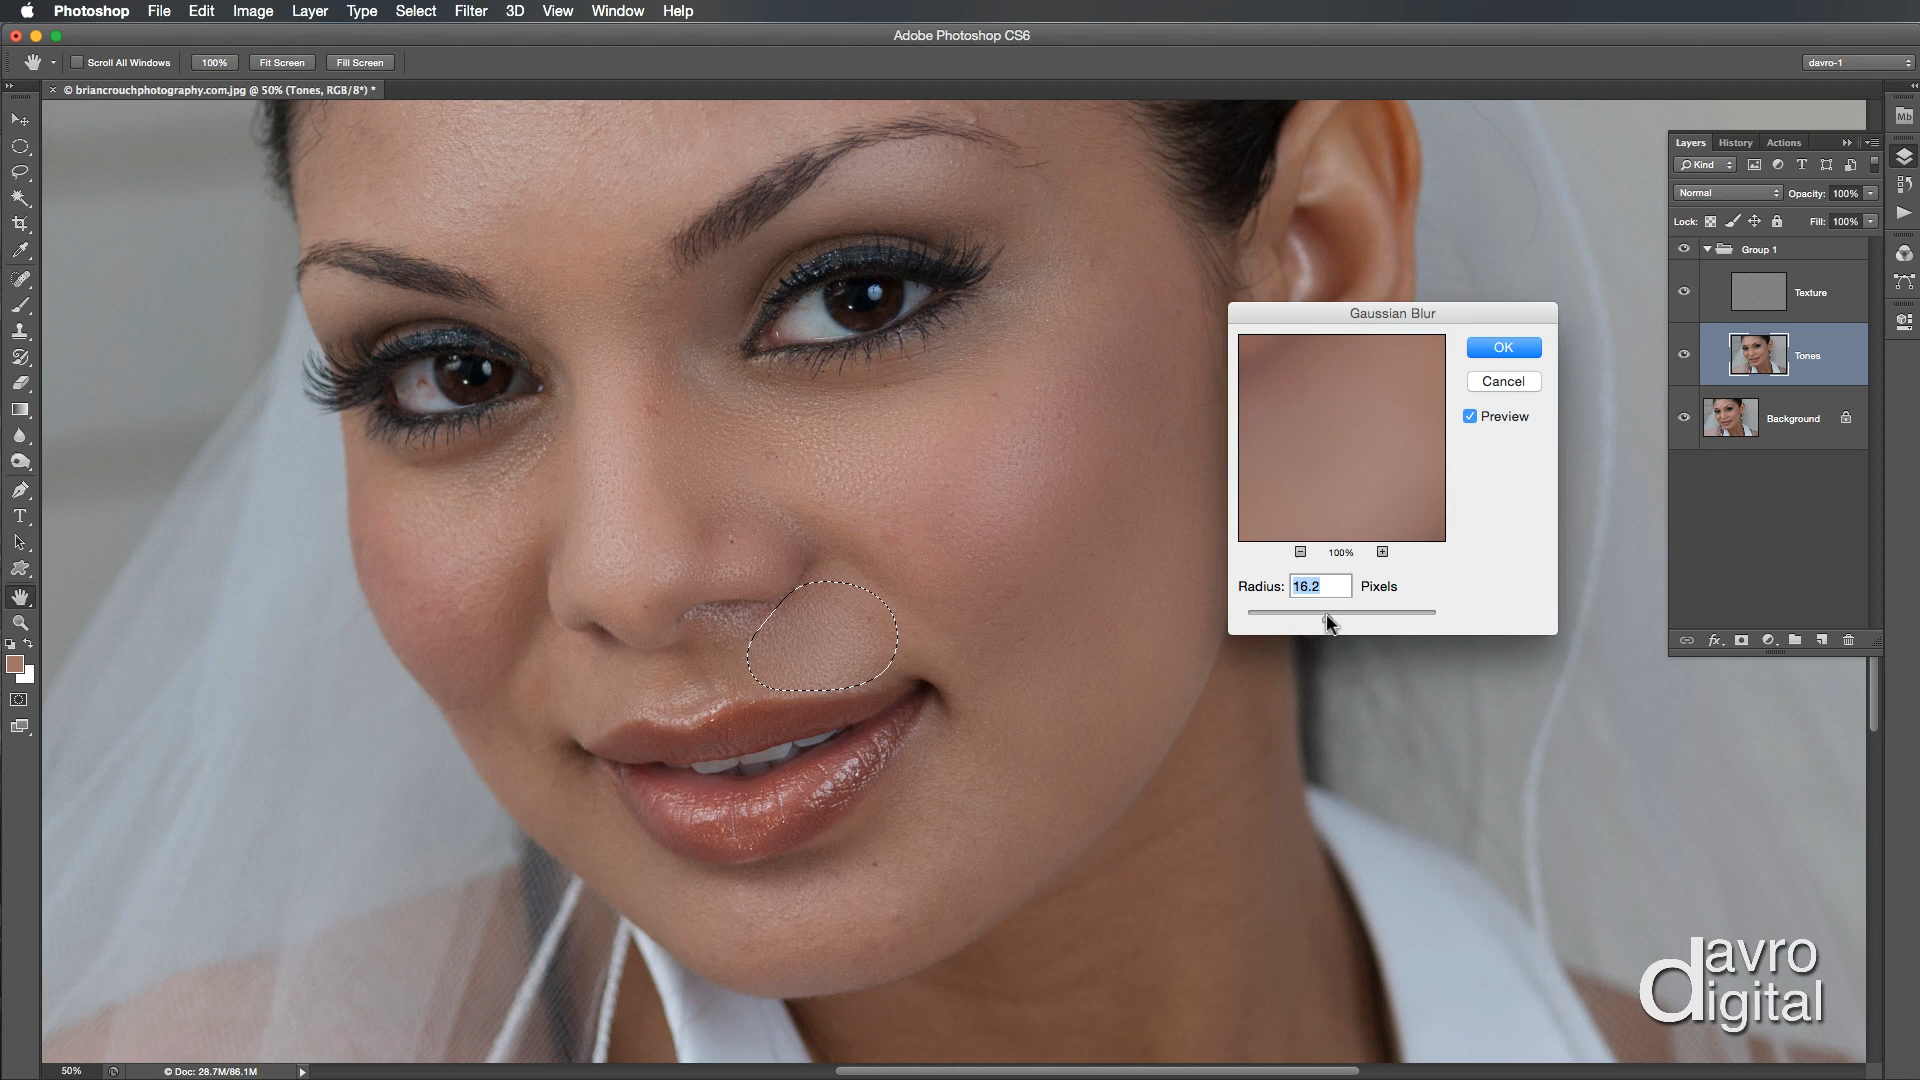 Photoshop File Edit Image Layer Type Select Filter 3D View Window Help
Adobe Photoshop CS6
Scroll All Windows 100% Fit Screen Fill Screen davro-1
© briancrouchphotography.com.jpg @ 50% (Tones, RGB/8*) *
Mb
Layers History Actions
Kind
Normal Opacity: 100%
Lock: Fill: 100%
Group 1
Texture
Tones
Background
fx
Gaussian Blur
OK
Cancel
Preview
100%
Radius: 16.2 Pixels
T
davro
digital
50% © Doc: 28.7M/86.1M